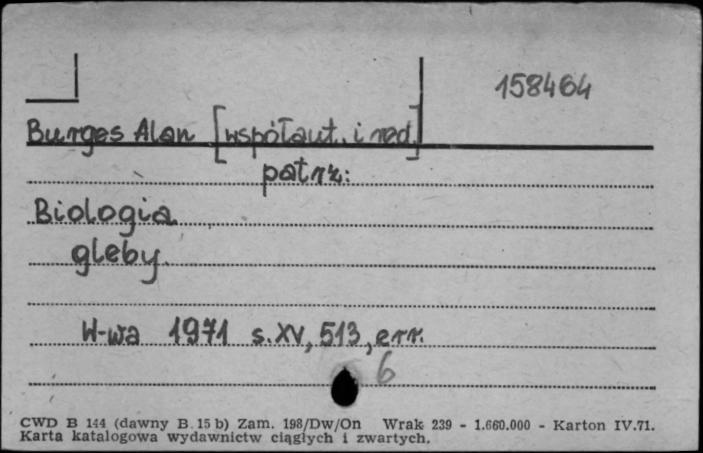 158464
Burges Alan [współaut. i red.]
patrz:
Biologia
gleby.
W-wa 1971 s. XV, 513, err.
6
CWD B 144 (dawny B. 15 b) Zam. 198/Dw/On Wrak 239 - 1.660.000 - Karton IV.71.
Karta katalogowa wydawnictw ciągłych i zwartych.